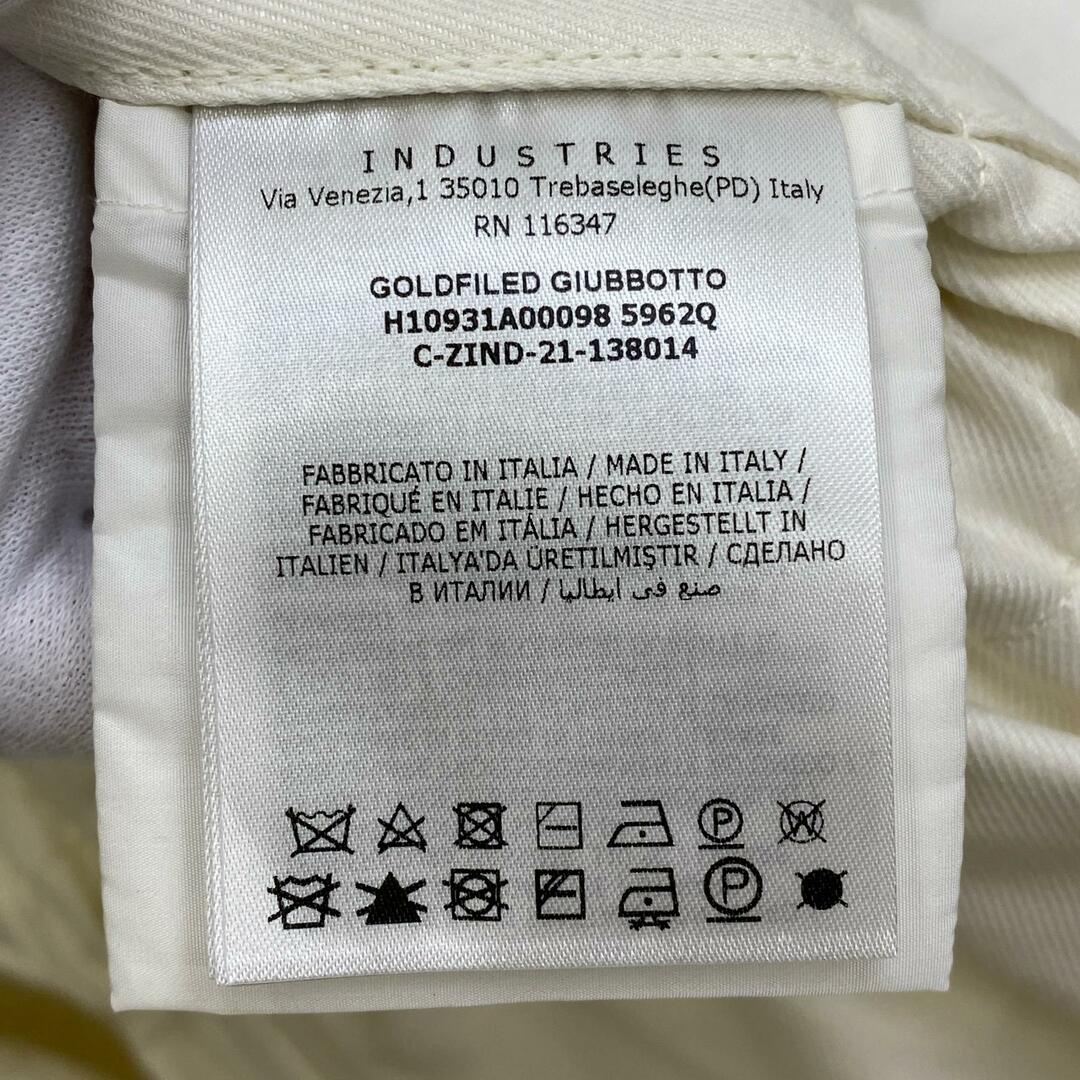 INDUSTRIES
Via Venezia,1 35010 Trebaseleghe(PD) Italy
RN 116347
GOLDFILED GIUBBOTTO
H10931A00098 5962Q
C-ZIND-21-138014
FABBRICATO IN ITALIA / MADE IN ITALY /
FABRIQUÉ EN ITALIE / HECHO EN ITALIA /
FABRICADO EM ITÁLIA / HERGESTELLT IN
ITALIEN / ITALYA'DA ÜRETILMIŞTIR / СДЕЛАНО
В ИТАЛИИ / صنع في ايطاليا
P W
P